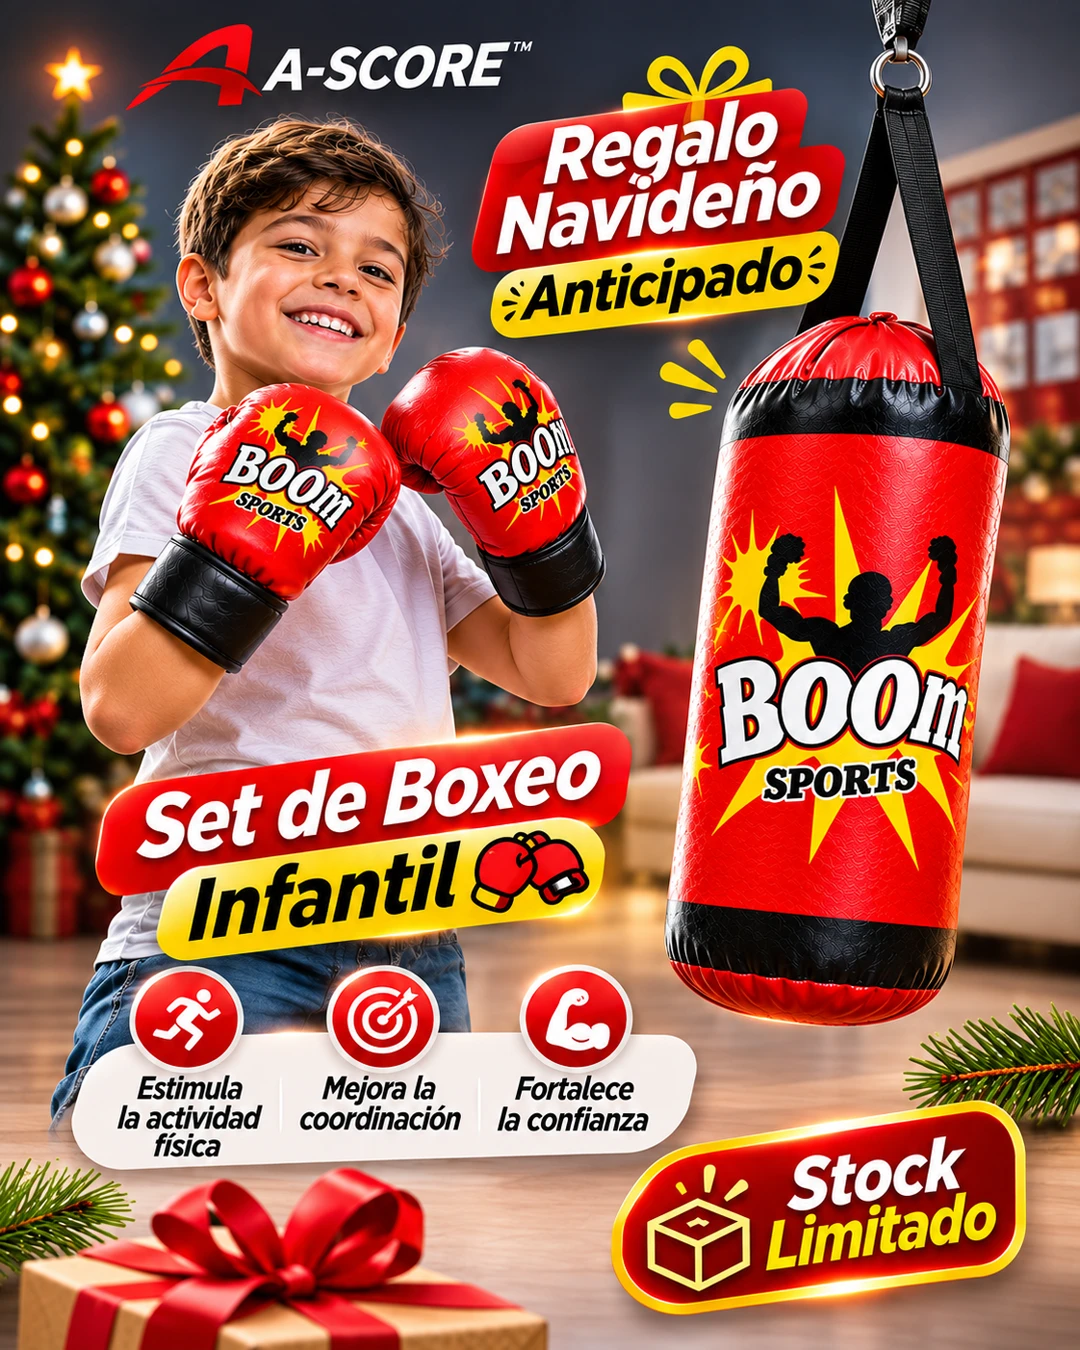 A-SCORE™
Regalo
Navideño
Anticipado
BOOM
SPORTS
BOOM
SPORTS
BOOM
SPORTS
Set de Boxeo
Infantil
Estimula
la actividad
física
Mejora la
coordinación
Fortalece
la confianza
Stock
Limitado